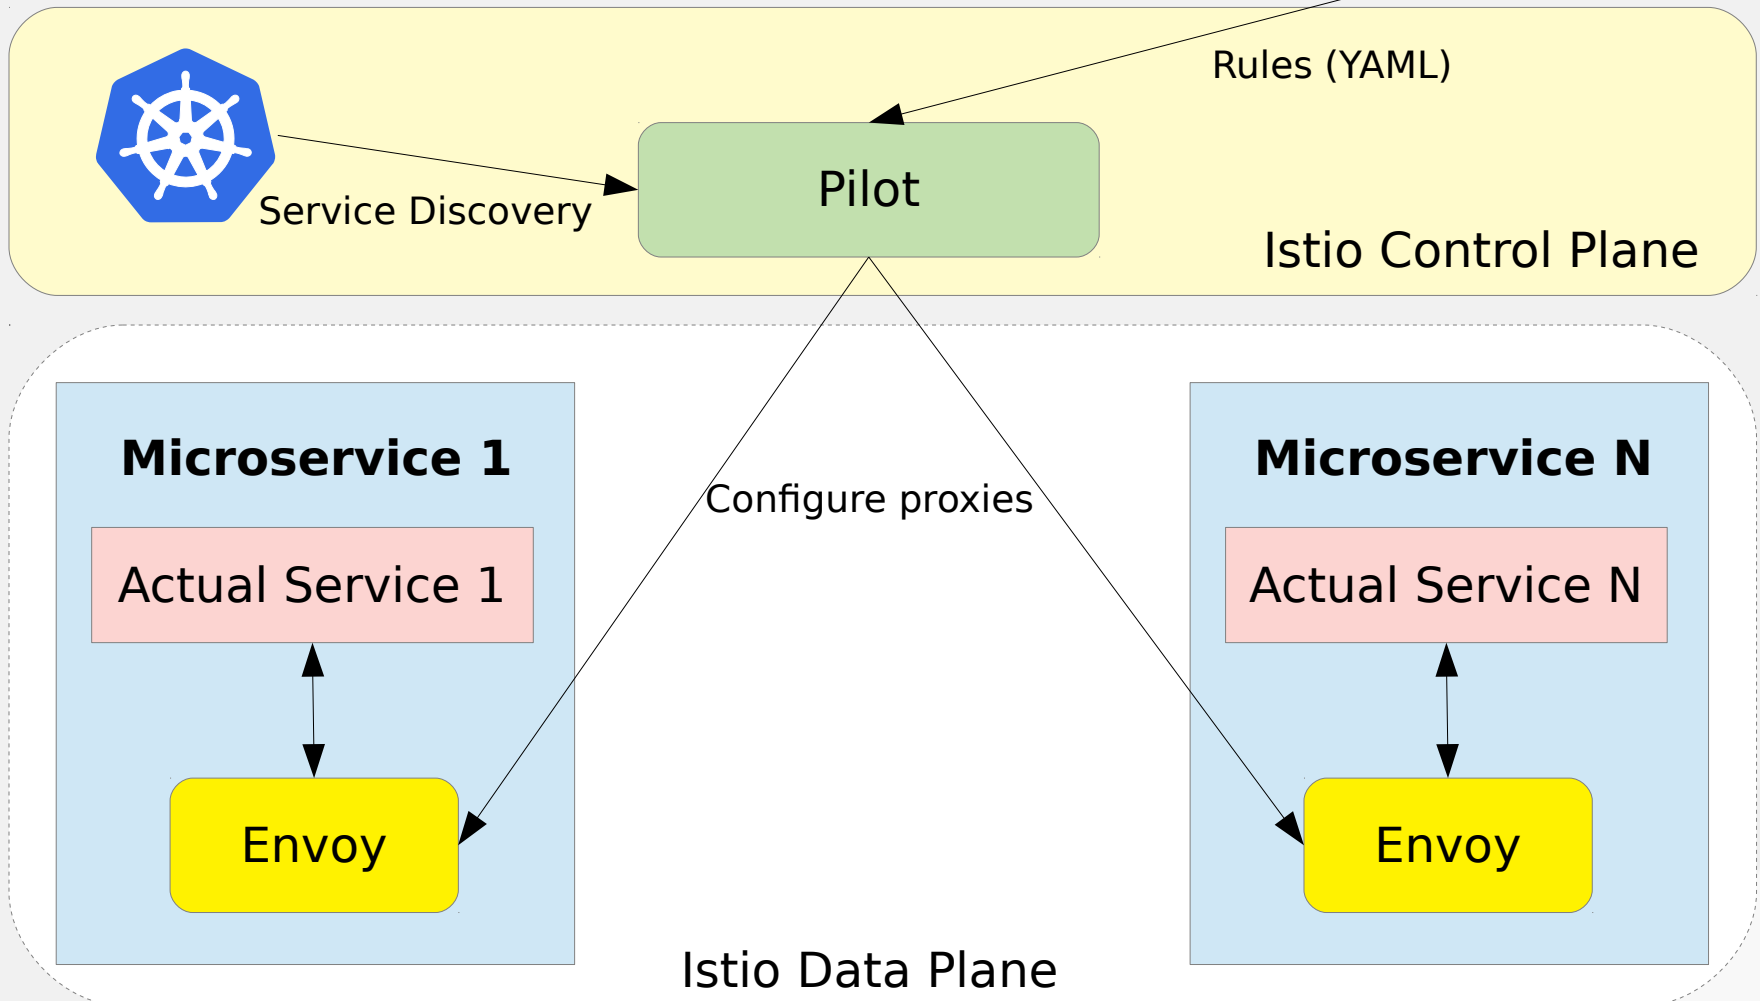 Rules (YAML)
Pilot
Service Discovery
Istio Control Plane
Microservice 1
Microservice N
Configure proxies
Actual Service 1
Actual Service N
Envoy
Envoy
Istio Data Plane